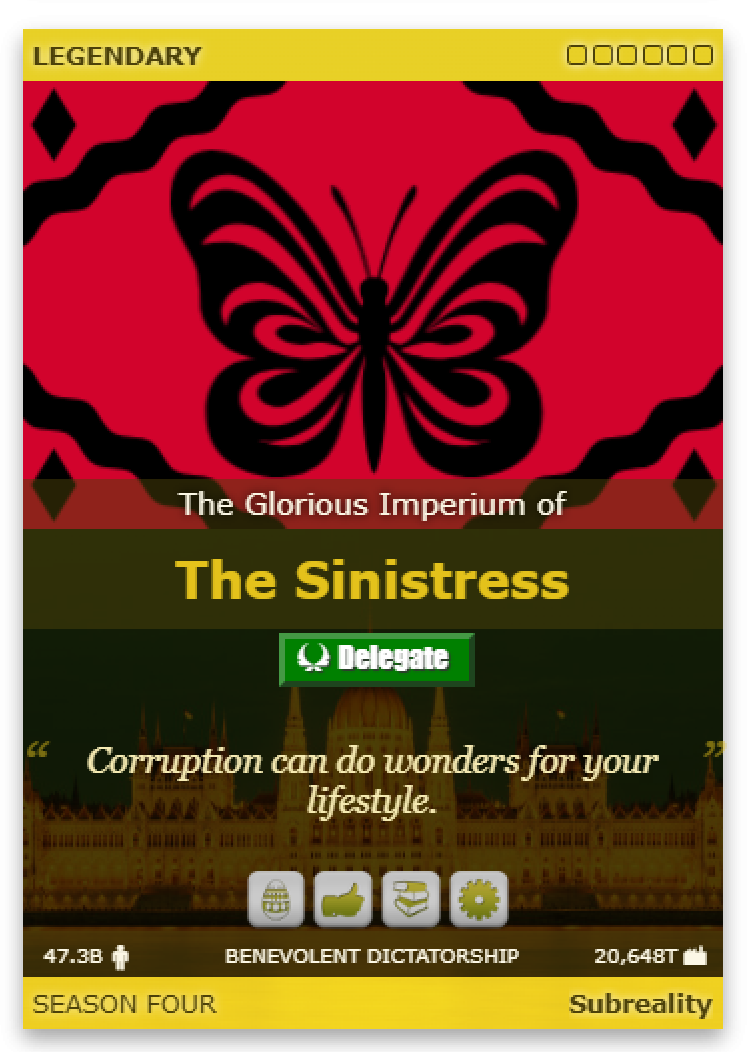 LEGENDARY
The Glorious Imperium of
The Sinistress
Delegate
“ Corruption can do wonders for your ”
lifestyle.
47.3B BENEVOLENT DICTATORSHIP 20,648T
SEASON FOUR Subreality